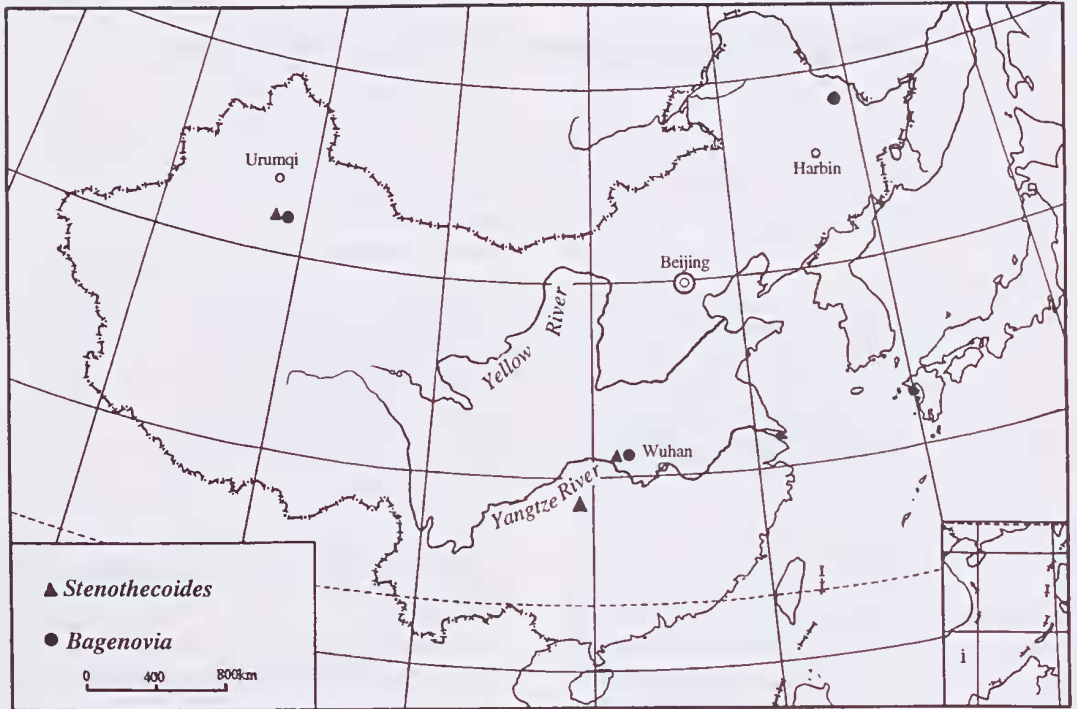 Urumqi
Harbin
Beijing
Yellow River
Wuhan
Yangtze River
Stenothecoides
Bagenovia
0 400 800km
i